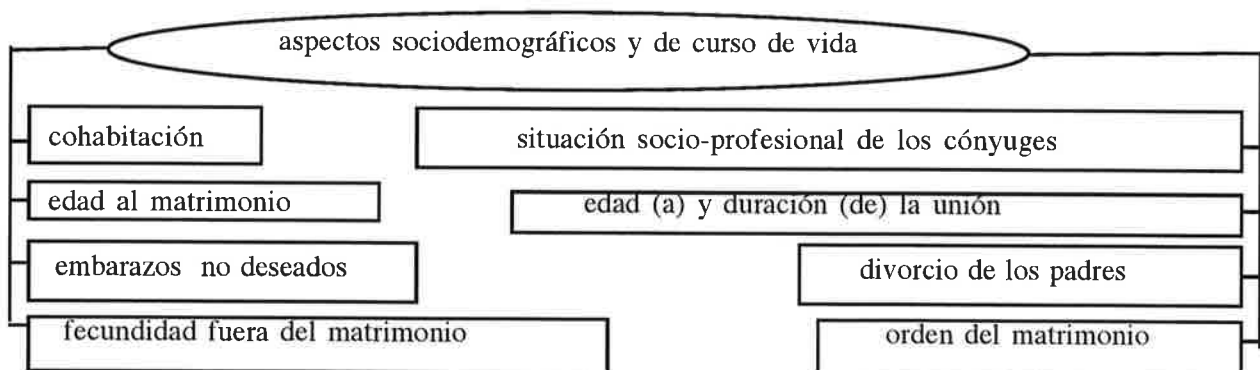 aspectos sociodemográficos y de curso de vida
cohabitación
situación socio-profesional de los cónyuges
edad al matrimonio
edad (a) y duración (de) la unión
embarazos no deseados
divorcio de los padres
fecundidad fuera del matrimonio
orden del matrimonio